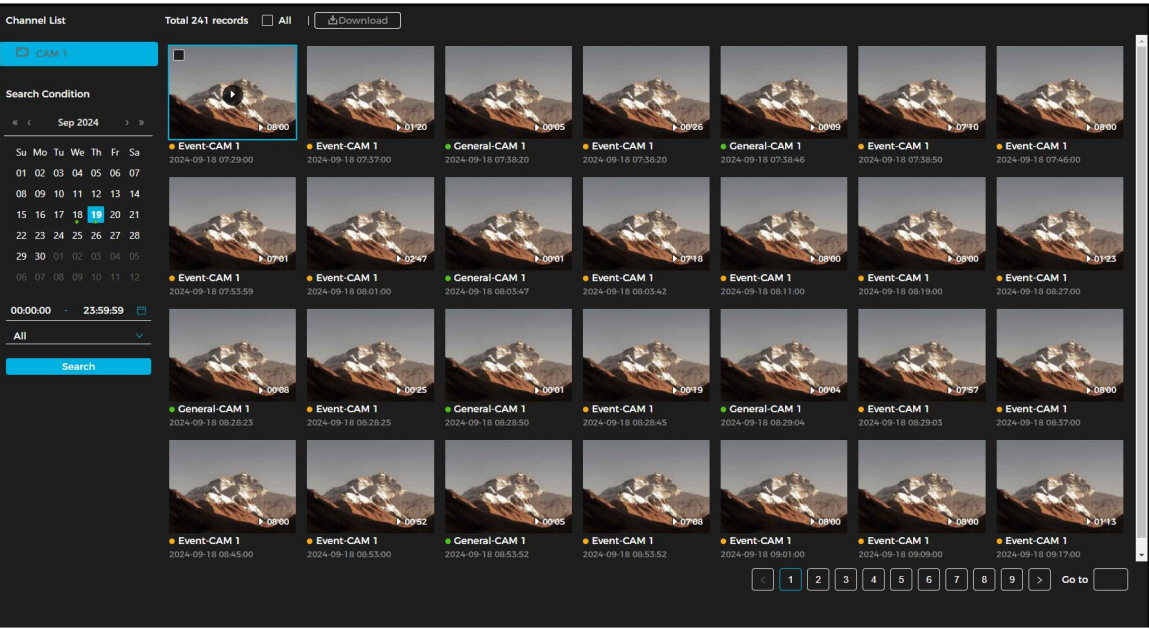 Channel List
Total 241 records All | Download
CAM 1
Search Condition
« ‹ Sep 2024 › »
Su Mo Tu We Th Fr Sa
01 02 03 04 05 06 07
08 09 10 11 12 13 14
15 16 17 18 19 20 21
22 23 24 25 26 27 28
29 30 01 02 03 04 05
06 07 08 09 10 11 12
00:00:00 - 23:59:59
All
Search
08:00 01:20 00:05 00:26 00:09 07:10 08:00
Event-CAM 1 Event-CAM 1 General-CAM 1 Event-CAM 1 General-CAM 1 Event-CAM 1 Event-CAM 1
2024-09-18 07:29:00 2024-09-18 07:37:00 2024-09-18 07:38:20 2024-09-18 07:38:20 2024-09-18 07:38:46 2024-09-18 07:38:50 2024-09-18 07:46:00
07:01 02:47 00:01 07:18 08:00 08:00 01:23
Event-CAM 1 Event-CAM 1 General-CAM 1 Event-CAM 1 Event-CAM 1 Event-CAM 1 Event-CAM 1
2024-09-18 07:53:59 2024-09-18 08:01:00 2024-09-18 08:03:47 2024-09-18 08:03:42 2024-09-18 08:11:00 2024-09-18 08:19:00 2024-09-18 08:27:00
00:08 00:25 00:01 00:19 00:04 07:57 08:00
General-CAM 1 Event-CAM 1 General-CAM 1 Event-CAM 1 General-CAM 1 Event-CAM 1 Event-CAM 1
2024-09-18 08:28:23 2024-09-18 08:28:25 2024-09-18 08:28:50 2024-09-18 08:28:45 2024-09-18 08:29:04 2024-09-18 08:29:03 2024-09-18 08:37:00
08:00 00:52 00:05 07:08 08:00 08:00 01:13
Event-CAM 1 Event-CAM 1 General-CAM 1 Event-CAM 1 Event-CAM 1 Event-CAM 1 Event-CAM 1
2024-09-18 08:45:00 2024-09-18 08:53:00 2024-09-18 08:53:52 2024-09-18 08:53:52 2024-09-18 09:01:00 2024-09-18 09:09:00 2024-09-18 09:17:00
< 1 2 3 4 5 6 7 8 9 > Go to